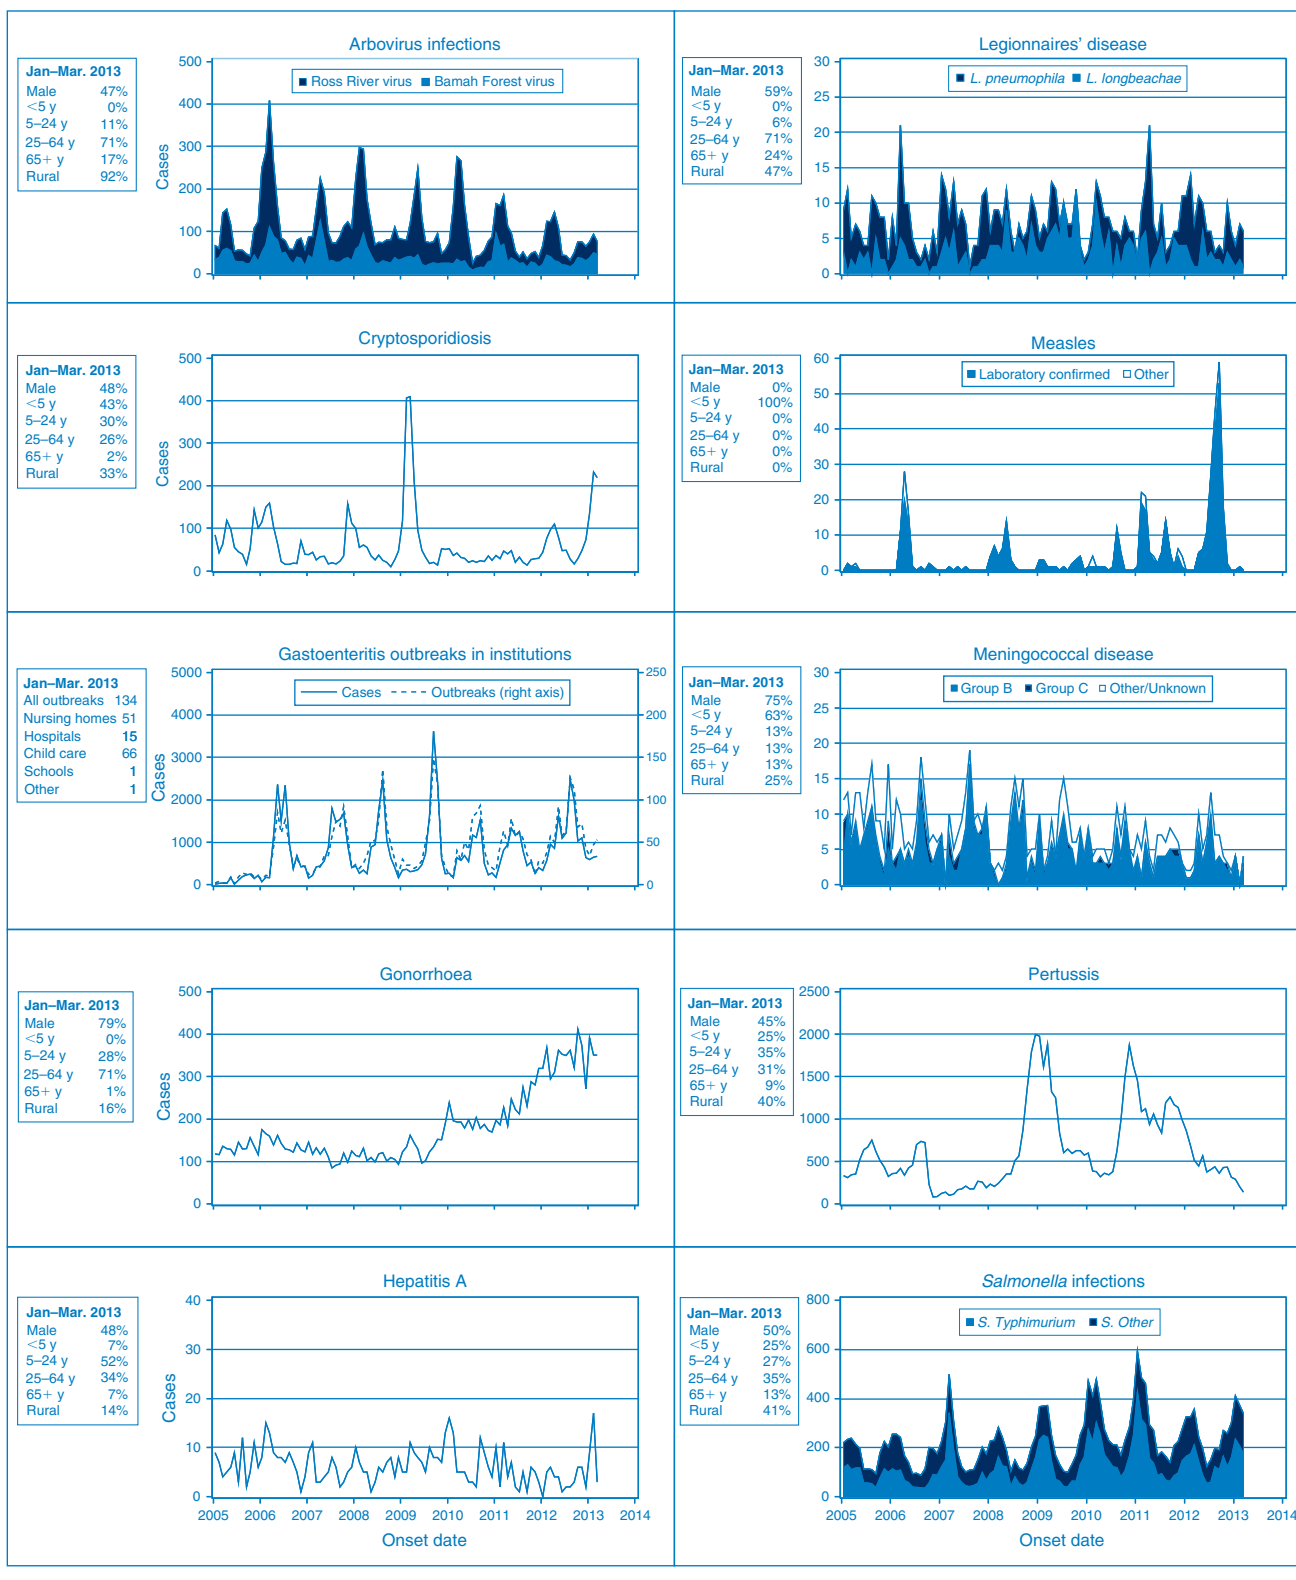 Arbovirus infections
Jan–Mar. 2013
Male 47%
<5 y 0%
5–24 y 11%
25–64 y 71%
65+ y 17%
Rural 92%
Cases
500
400
300
200
100
0
Ross River virus Bamah Forest virus
Legionnaires' disease
Jan–Mar. 2013
Male 59%
<5 y 0%
5–24 y 6%
25–64 y 71%
65+ y 24%
Rural 47%
30
25
20
15
10
5
0
L. pneumophila L. longbeachae
Cryptosporidiosis
Jan–Mar. 2013
Male 48%
<5 y 43%
5–24 y 30%
25–64 y 26%
65+ y 2%
Rural 33%
Cases
500
400
300
200
100
0
Measles
Jan–Mar. 2013
Male 0%
<5 y 100%
5–24 y 0%
25–64 y 0%
65+ y 0%
Rural 0%
60
50
40
30
20
10
0
Laboratory confirmed Other
Gastoenteritis outbreaks in institutions
Jan–Mar. 2013
All outbreaks 134
Nursing homes 51
Hospitals 15
Child care 66
Schools 1
Other 1
Cases
5000
4000
3000
2000
1000
0
Cases Outbreaks (right axis)
250
200
150
100
50
0
Meningococcal disease
Jan–Mar. 2013
Male 75%
<5 y 63%
5–24 y 13%
25–64 y 13%
65+ y 13%
Rural 25%
30
25
20
15
10
5
0
Group B Group C Other/Unknown
Gonorrhoea
Jan–Mar. 2013
Male 79%
<5 y 0%
5–24 y 28%
25–64 y 71%
65+ y 1%
Rural 16%
Cases
500
400
300
200
100
0
Pertussis
Jan–Mar. 2013
Male 45%
<5 y 25%
5–24 y 35%
25–64 y 31%
65+ y 9%
Rural 40%
2500
2000
1500
1000
500
0
Hepatitis A
Jan–Mar. 2013
Male 48%
<5 y 7%
5–24 y 52%
25–64 y 34%
65+ y 7%
Rural 14%
Cases
40
30
20
10
0
2005 2006 2007 2008 2009 2010 2011 2012 2013 2014
Onset date
Salmonella infections
Jan–Mar. 2013
Male 50%
<5 y 25%
5–24 y 27%
25–64 y 35%
65+ y 13%
Rural 41%
800
600
400
200
0
S. Typhimurium S. Other
2005 2006 2007 2008 2009 2010 2011 2012 2013 2014
Onset date